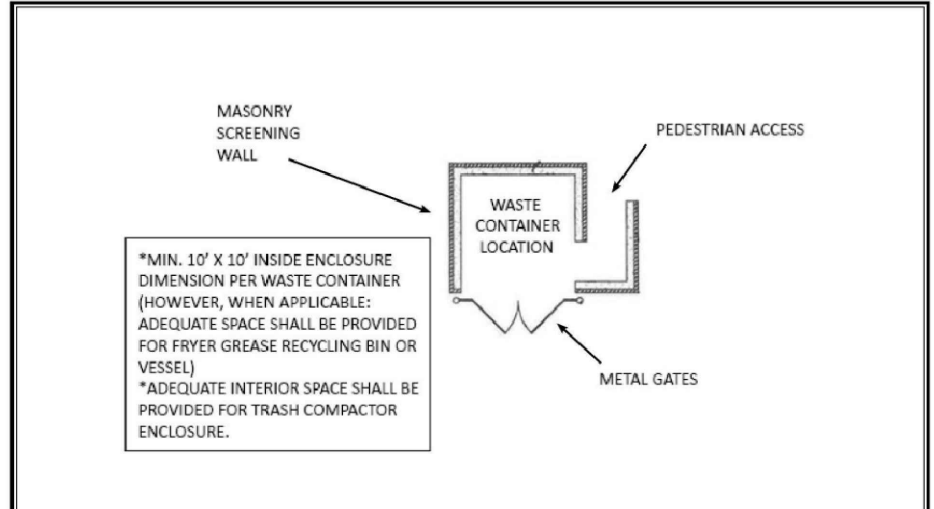 MASONRY
SCREENING
WALL
PEDESTRIAN ACCESS
WASTE
CONTAINER
LOCATION
*MIN. 10' X 10' INSIDE ENCLOSURE
DIMENSION PER WASTE CONTAINER
(HOWEVER, WHEN APPLICABLE:
ADEQUATE SPACE SHALL BE PROVIDED
FOR FRYER GREASE RECYCLING BIN OR
VESSEL)
*ADEQUATE INTERIOR SPACE SHALL BE
PROVIDED FOR TRASH COMPACTOR
ENCLOSURE.
METAL GATES